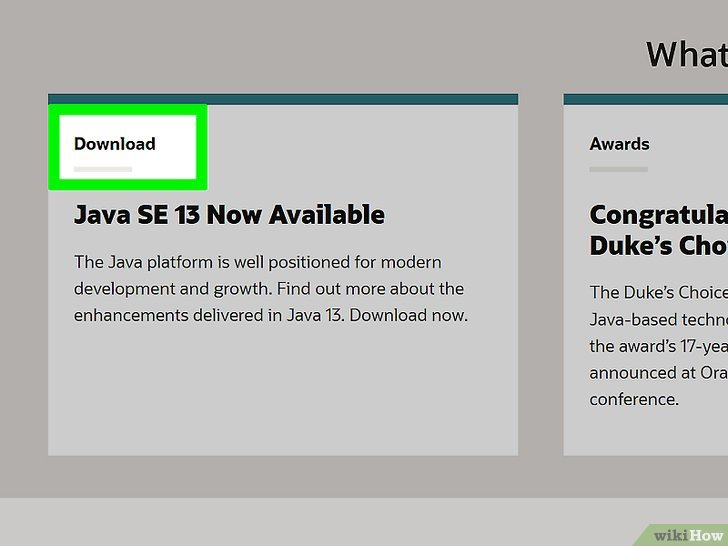 What
Download
Java SE 13 Now Available
The Java platform is well positioned for modern
development and growth. Find out more about the
enhancements delivered in Java 13. Download now.
Awards
Congratula
Duke's Cho
The Duke's Choice
Java-based techno
the award's 17-yea
announced at Ora
conference.
wikiHow